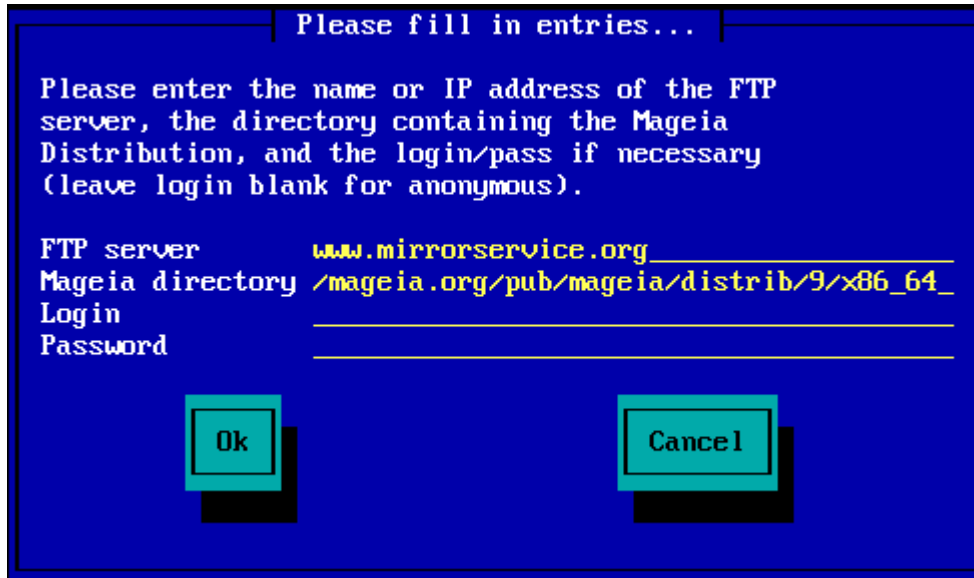 Please fill in entries...
Please enter the name or IP address of the FTP
server, the directory containing the Mageia
Distribution, and the login/pass if necessary
(leave login blank for anonymous).
FTP server www.mirrorservice.org
Mageia directory /mageia.org/pub/mageia/distrib/9/x86_64_
Login
Password
Ok Cancel